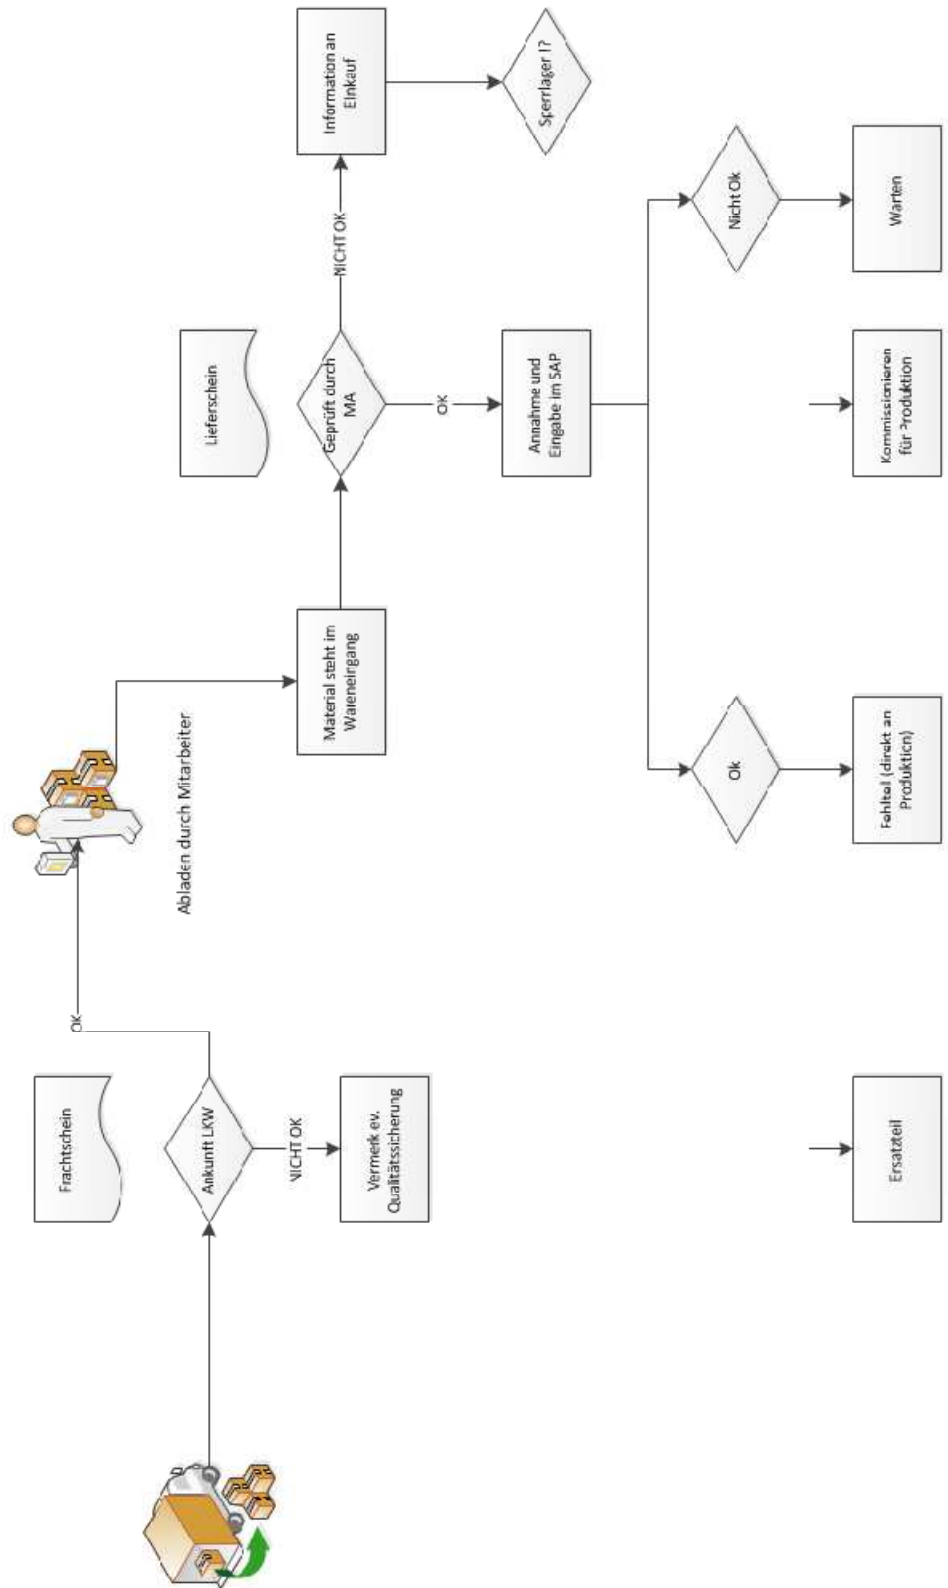 Frachtschein
Ankunft LKW
OK
NICHT OK
Vermerk ev.
Qualitätssicherung
Abladen durch Mitarbeiter
Material steht im
Wareneingang
Lieferschein
Geprüft durch
MA
NICHT OK
OK
Information an
EInkauf
Sperrlager !?
Annahme und
Eingabe im SAP
Ok
Nicht Ok
Ersatzteil
Fehlteil (direkt an
Produktion)
Kommissionieren
für Produktion
Warten